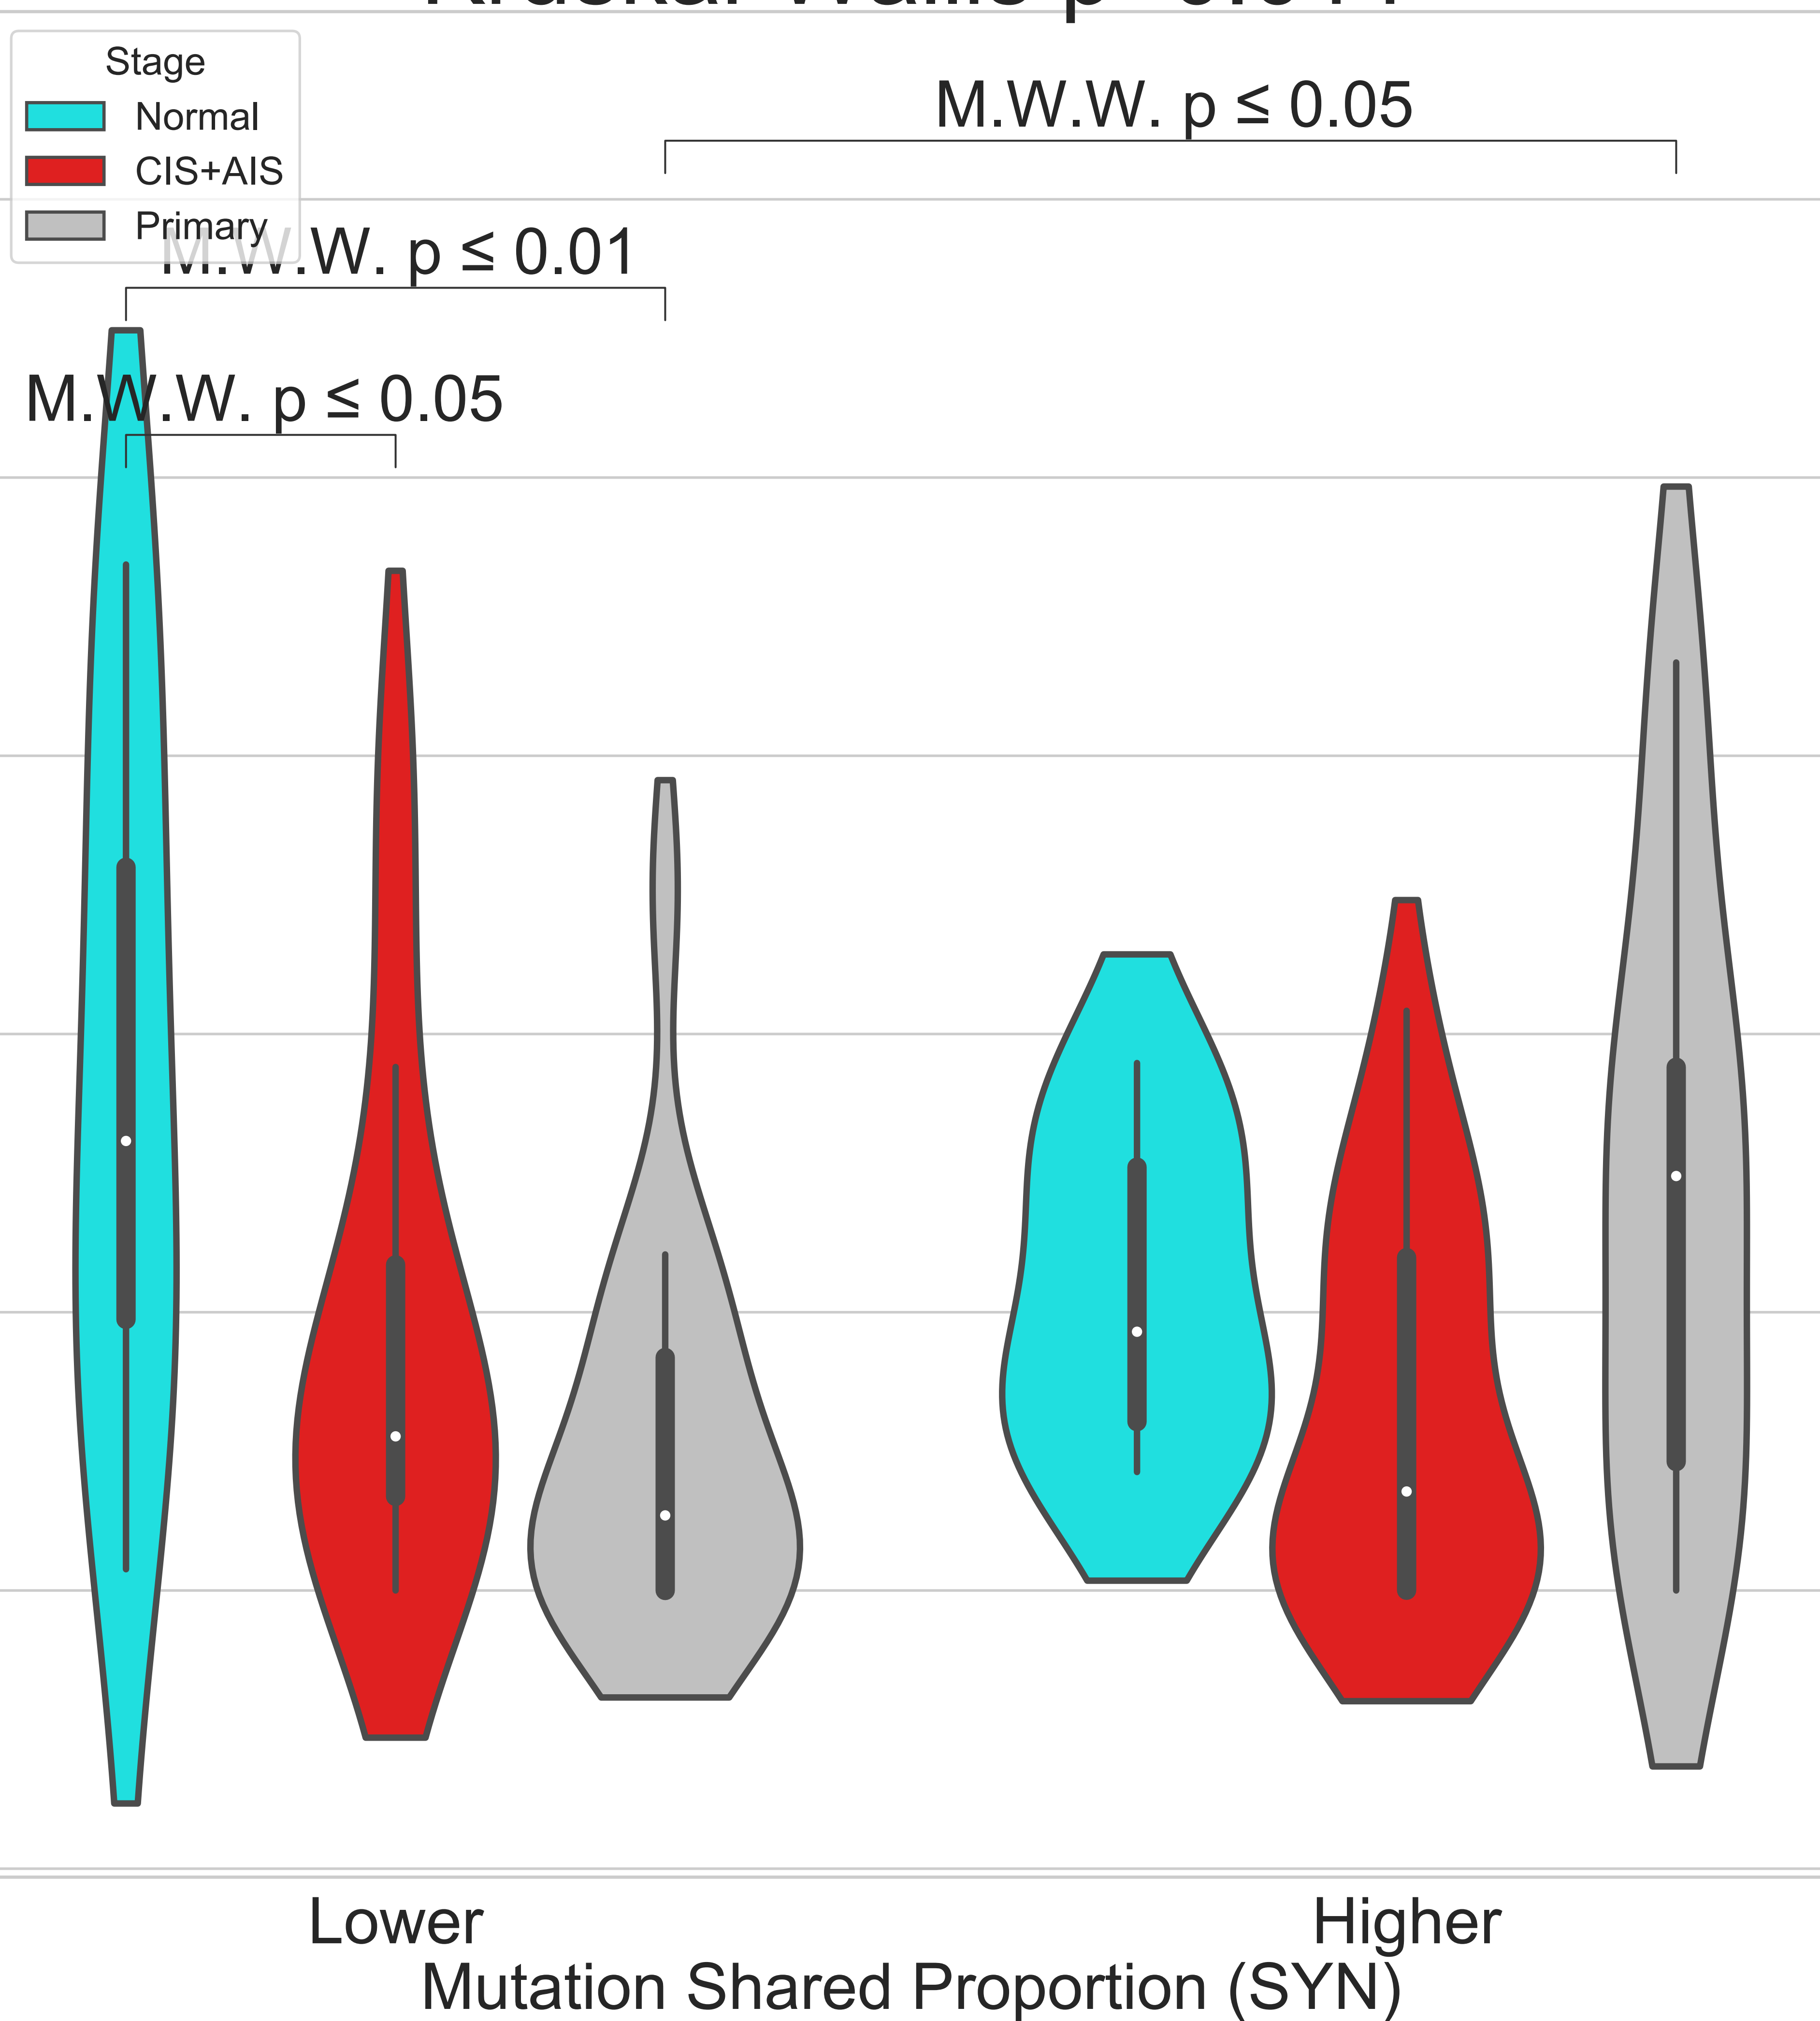 Stage
Normal
CIS+AIS
Primary
M.W.W. p ≤ 0.05
M.W.W. p ≤ 0.01
M.W.W. p ≤ 0.05
Lower
Higher
Mutation Shared Proportion (SYN)